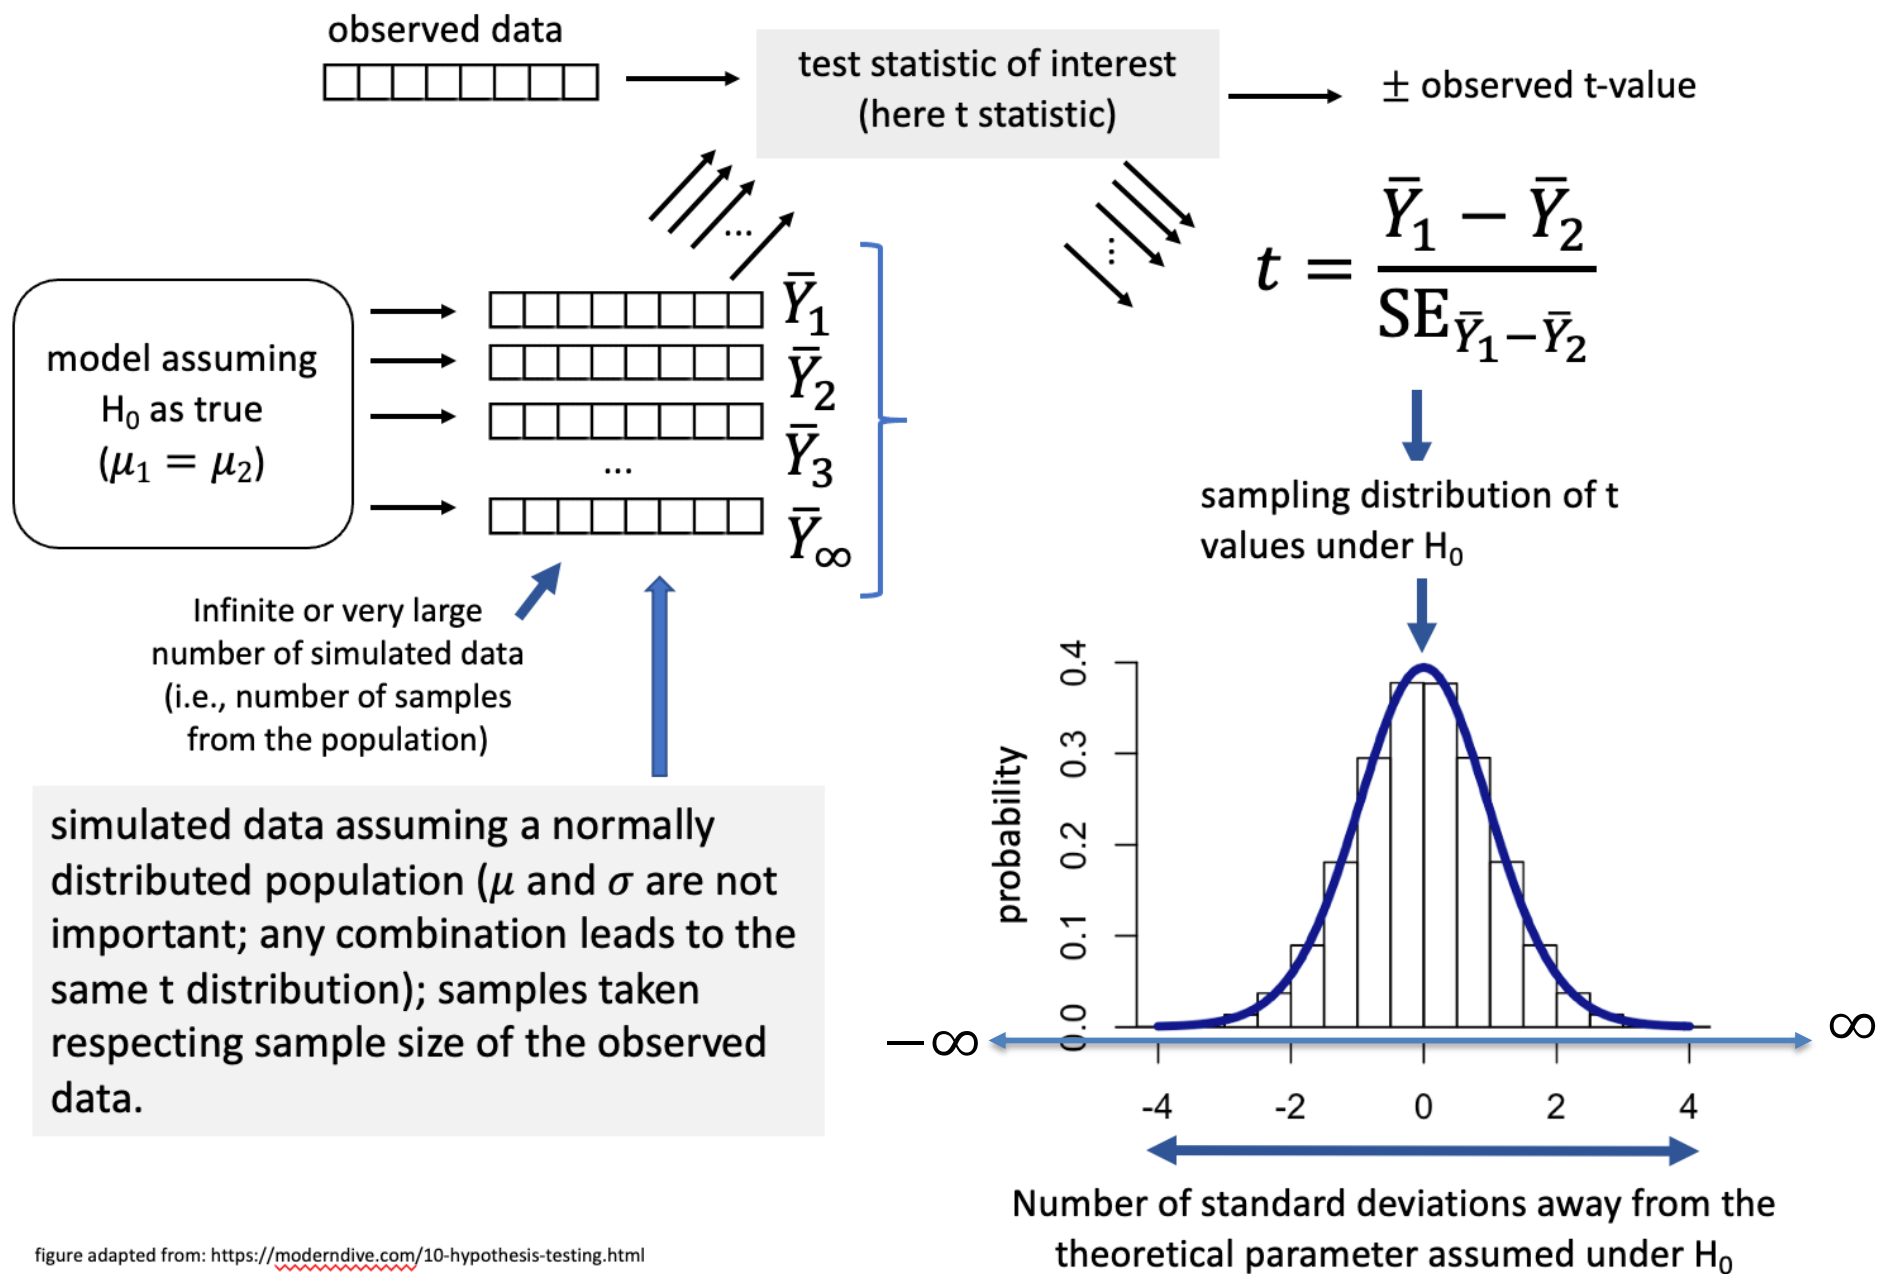 observed data
test statistic of interest
(here t statistic)
± observed t-value
...
⋮
t = (Ȳ₁ − Ȳ₂) / SE_Ȳ₁−Ȳ₂
model assuming
H₀ as true
(μ₁ = μ₂)
Ȳ₁
Ȳ₂
Ȳ₃
...
Ȳ∞
sampling distribution of t
values under H₀
Infinite or very large
number of simulated data
(i.e., number of samples
from the population)
simulated data assuming a normally
distributed population (μ and σ are not
important; any combination leads to the
same t distribution); samples taken
respecting sample size of the observed
data.
probability
0.4
0.3
0.2
0.1
0.0
−∞
∞
-4 -2 0 2 4
Number of standard deviations away from the
theoretical parameter assumed under H₀
figure adapted from: https://moderndive.com/10-hypothesis-testing.html